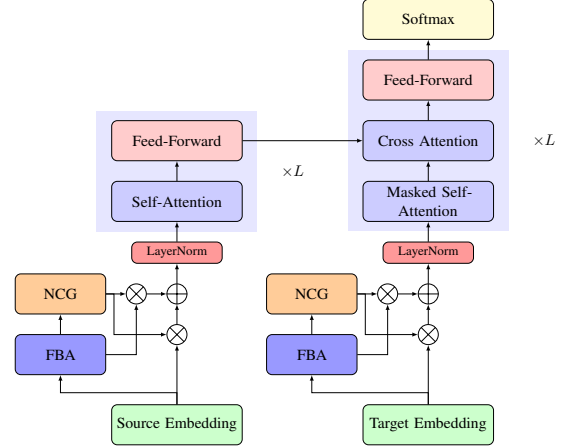 Softmax
Feed-Forward
Feed-Forward
Cross Attention
×L
×L
Self-Attention
Masked Self-
Attention
LayerNorm
LayerNorm
NCG
NCG
FBA
FBA
Source Embedding
Target Embedding